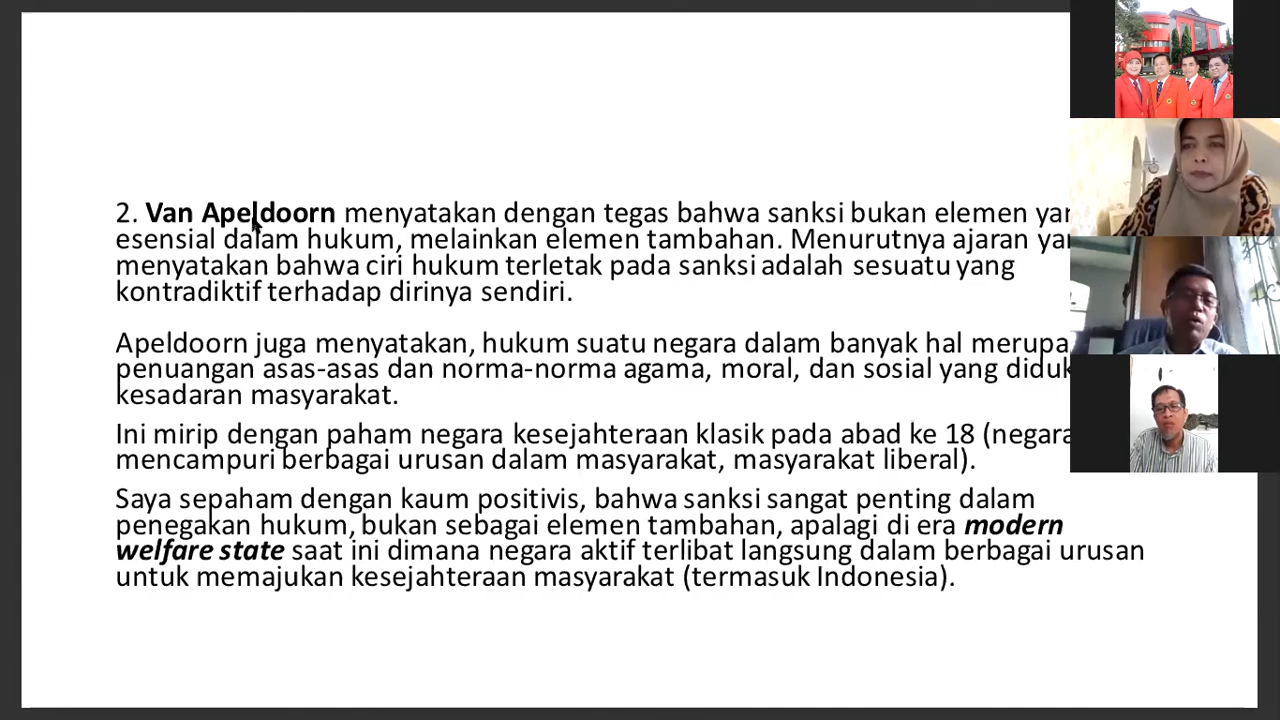 2. Van Apeldoorn menyatakan dengan tegas bahwa sanksi bukan elemen
esensial dalam hukum, melainkan elemen tambahan. Menurutnya ajaran
menyatakan bahwa ciri hukum terletak pada sanksi adalah sesuatu yang
kontradiktif terhadap dirinya sendiri.
Apeldoorn juga menyatakan, hukum suatu negara dalam banyak hal
penuangan asas-asas dan norma-norma agama, moral, dan sosial yang
kesadaran masyarakat.
Ini mirip dengan paham negara kesejahteraan klasik pada abad ke 18 (negara
mencampuri berbagai urusan dalam masyarakat, masyarakat liberal).
Saya sepaham dengan kaum positivis, bahwa sanksi sangat penting dalam
penegakan hukum, bukan sebagai elemen tambahan, apalagi di era modern
welfare state saat ini dimana negara aktif terlibat langsung dalam berbagai urusan
untuk memajukan kesejahteraan masyarakat (termasuk Indonesia).